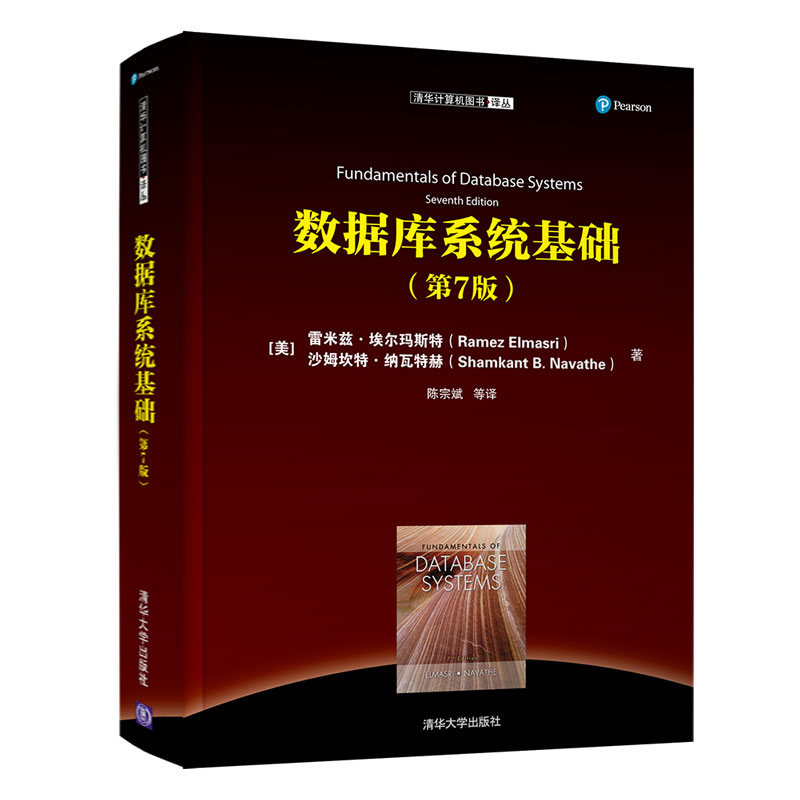 Pearson
清华计算机图书译丛
数据库系统基础
（第7版）
清华大学出版社
清华计算机图书译丛
Pearson
Fundamentals of Database Systems
Seventh Edition
数据库系统基础
（第7版）
[美]
雷米兹·埃尔玛斯特（Ramez Elmasri）
沙姆坎特·纳瓦特赫（Shamkant B. Navathe）
著
陈宗斌 等译
FUNDAMENTALS OF
DATABASE
SYSTEMS
ELMASRI · NAVATHE
清华大学出版社